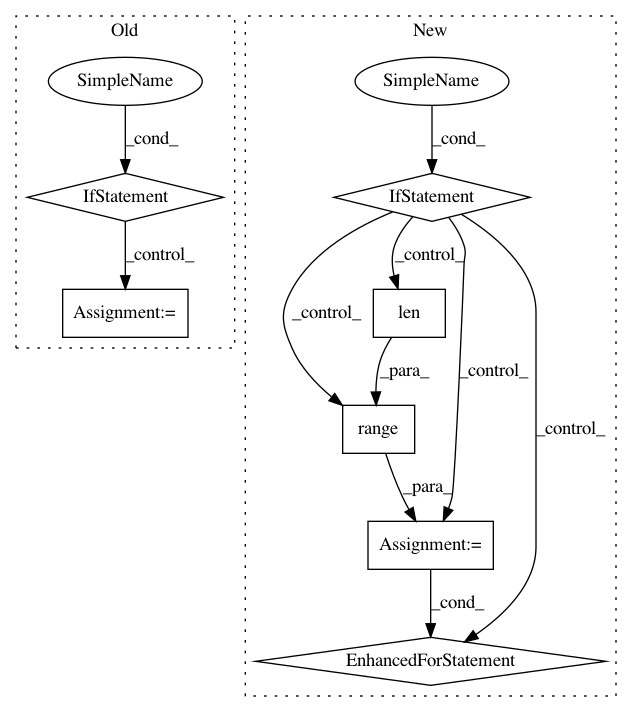 Old
New
SimpleName
SimpleName
_cond_
_cond_
IfStatement
IfStatement
_control_
_control_
Assignment:=
len
_control_
_para_
_control_
_control_
range
_para_
Assignment:=
_cond_
EnhancedForStatement